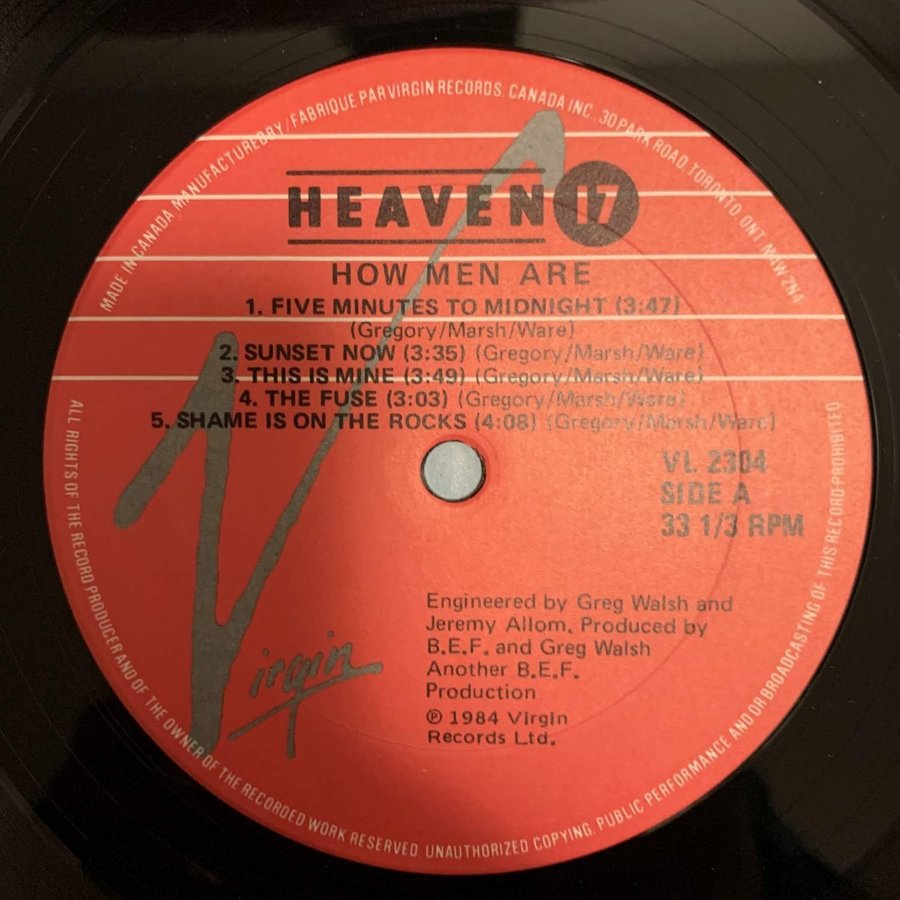 MADE IN CANADA. MANUFACTURED BY / FABRIQUE PAR VIRGIN RECORDS. CANADA INC., 30 PARK ROAD, TORONTO, ONT. M4W 2N4
HEAVEN 17
HOW MEN ARE
1. FIVE MINUTES TO MIDNIGHT (3:47)
(Gregory/Marsh/Ware)
2. SUNSET NOW (3:35) (Gregory/Marsh/Ware)
3. THIS IS MINE (3:49) (Gregory/Marsh/Ware)
4. THE FUSE (3:03) (Gregory/Marsh/Ware)
5. SHAME IS ON THE ROCKS (4:08) (Gregory/Marsh/Ware)
VL 2304
SIDE A
33 1/3 RPM
Engineered by Greg Walsh and
Jeremy Allom. Produced by
B.E.F. and Greg Walsh
Another B.E.F.
Production
℗ 1984 Virgin
Records Ltd.
Virgin
ALL RIGHTS OF THE RECORD PRODUCER AND OF THE OWNER OF THE RECORDED WORK RESERVED. UNAUTHORIZED COPYING, PUBLIC PERFORMANCE AND/OR BROADCASTING OF THIS RECORD PROHIBITED